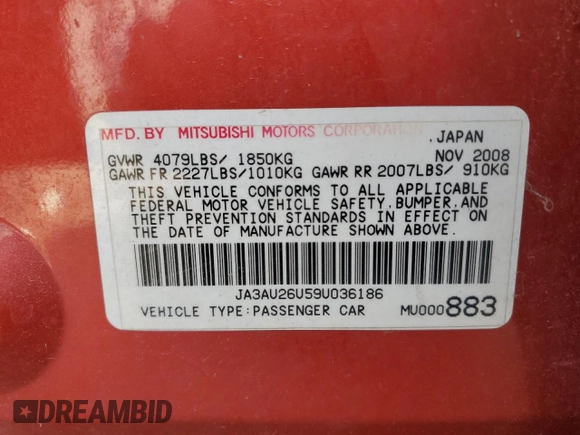 MFD. BY MITSUBISHI MOTORS CORPORATION. JAPAN
GVWR 4079LBS/ 1850KG NOV 2008
GAWR FR 2227LBS/1010KG GAWR RR 2007LBS/ 910KG
THIS VEHICLE CONFORMS TO ALL APPLICABLE
FEDERAL MOTOR VEHICLE SAFETY.BUMPER.AND
THEFT PREVENTION STANDARDS IN EFFECT ON
THE DATE OF MANUFACTURE SHOWN ABOVE.
JA3AU26U59U036186
VEHICLE TYPE:PASSENGER CAR MU000883
DREAMBID